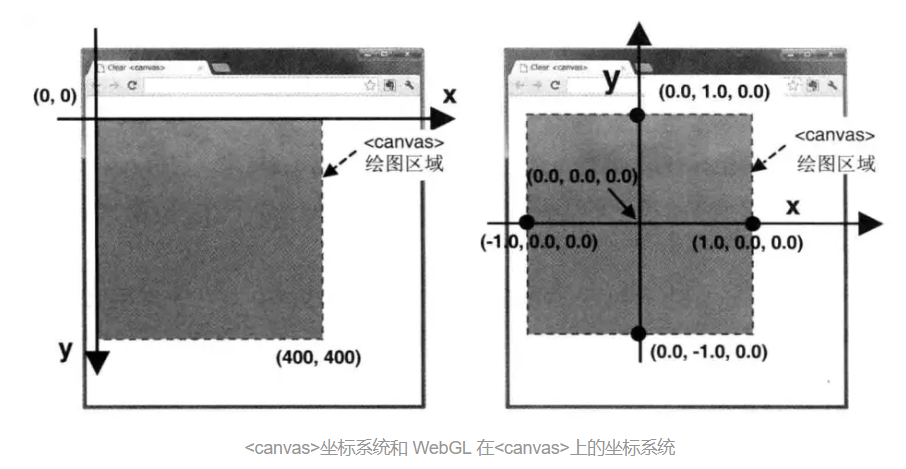 Clear <canvas>
(0, 0)
x
<canvas>
绘图区域
y
(400, 400)
Clear <canvas>
y
(0.0, 1.0, 0.0)
<canvas>
绘图区域
(0.0, 0.0, 0.0)
x
(-1.0, 0.0, 0.0)
(1.0, 0.0, 0.0)
(0.0, -1.0, 0.0)
<canvas>坐标系统和 WebGL 在<canvas>上的坐标系统